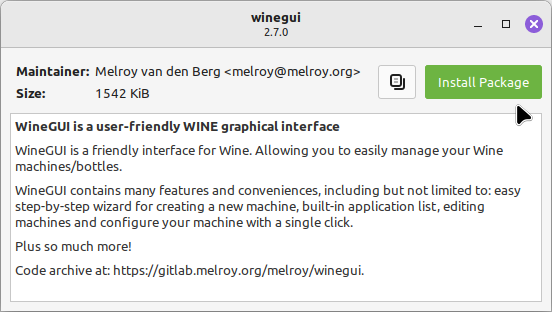 winegui
2.7.0
Maintainer: Melroy van den Berg <melroy@melroy.org>
Install Package
Size: 1542 KiB
WineGUI is a user-friendly WINE graphical interface
WineGUI is a friendly interface for Wine. Allowing you to easily manage your Wine
machines/bottles.
WineGUI contains many features and conveniences, including but not limited to: easy
step-by-step wizard for creating a new machine, built-in application list, editing
machines and configure your machine with a single click.
Plus so much more!
Code archive at: https://gitlab.melroy.org/melroy/winegui.